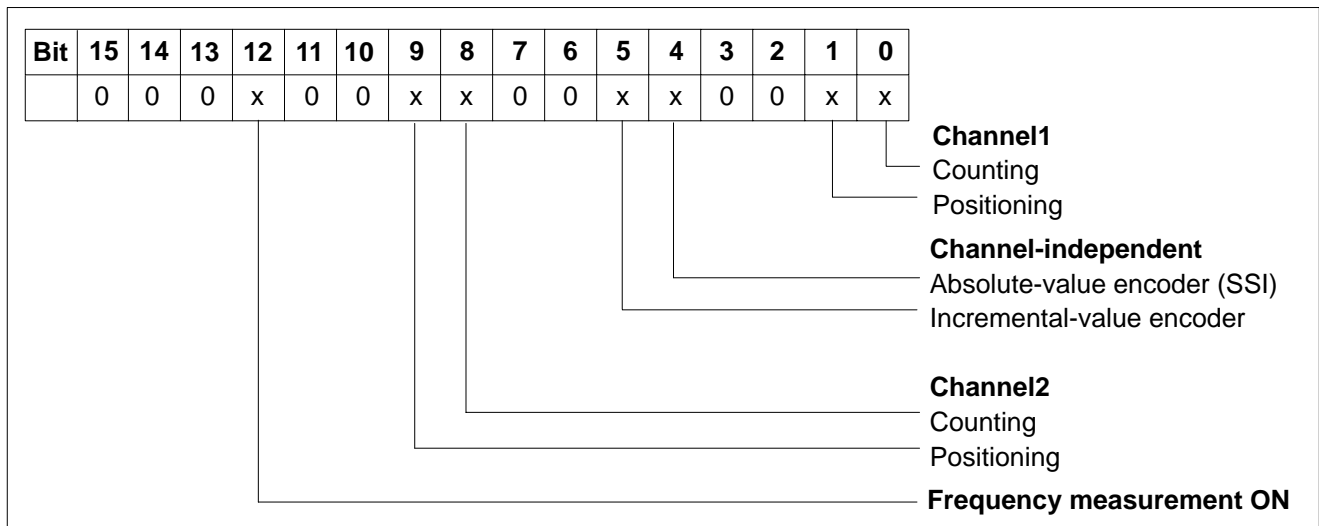 Bit 15 14 13 12 11 10 9 8 7 6 5 4 3 2 1 0
0 0 0 x 0 0 x x 0 0 x x 0 0 x x
Channel1
Counting
Positioning
Channel-independent
Absolute-value encoder (SSI)
Incremental-value encoder
Channel2
Counting
Positioning
Frequency measurement ON